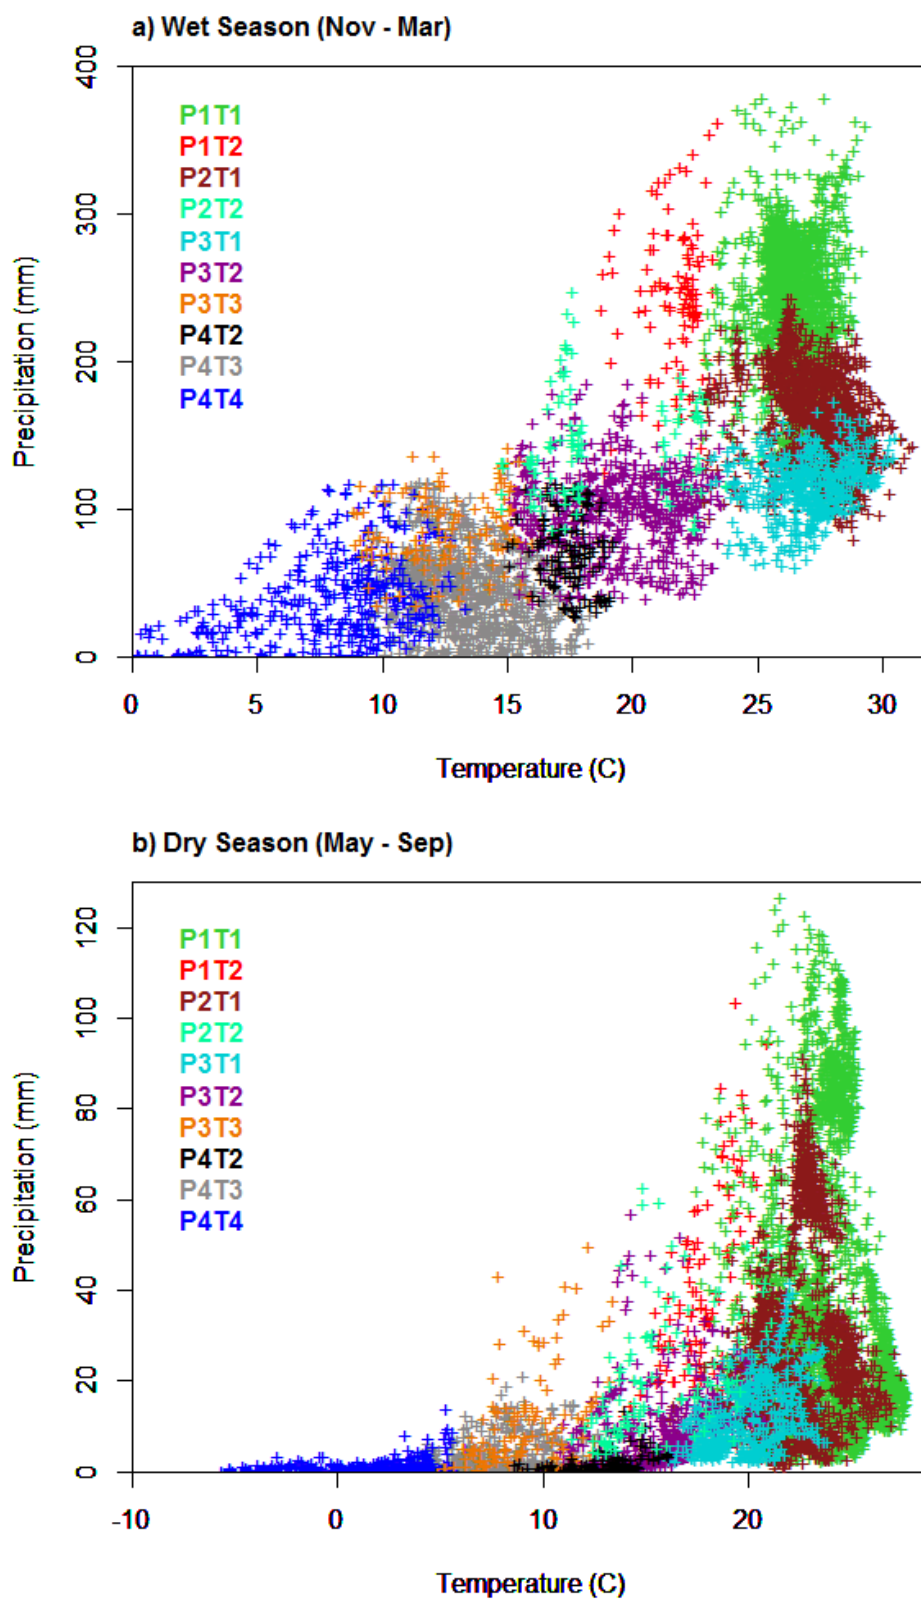 a) Wet Season (Nov - Mar)
400
300
200
100
0
Precipitation (mm)
P1T1
P1T2
P2T1
P2T2
P3T1
P3T2
P3T3
P4T2
P4T3
P4T4
0 5 10 15 20 25 30
Temperature (C)
b) Dry Season (May - Sep)
120
100
80
60
40
20
0
Precipitation (mm)
P1T1
P1T2
P2T1
P2T2
P3T1
P3T2
P3T3
P4T2
P4T3
P4T4
-10 0 10 20
Temperature (C)